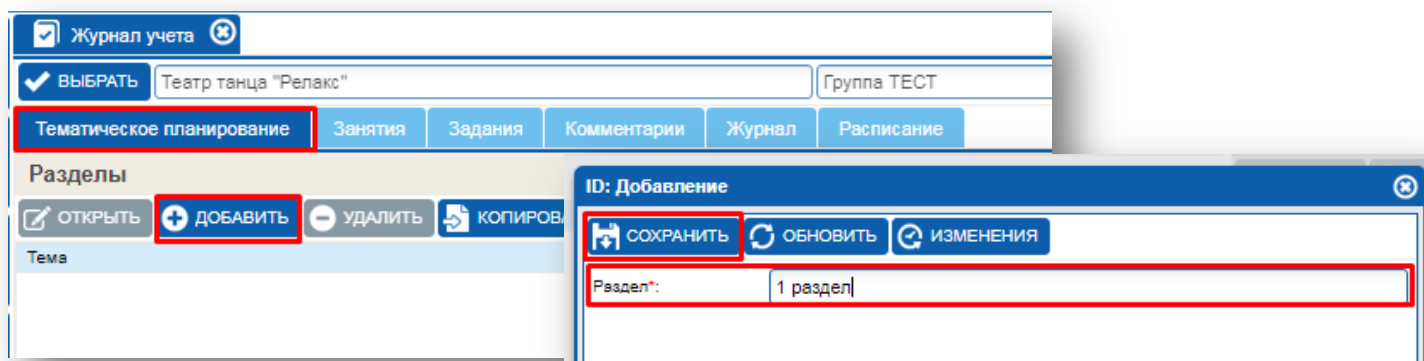 Журнал учета
ВЫБРАТЬ Театр танца "Релакс" Группа ТЕСТ
Тематическое планирование Занятия Задания Комментарии Журнал Расписание
Разделы
ОТКРЫТЬ ДОБАВИТЬ УДАЛИТЬ КОПИРОВА
Тема
ID: Добавление
СОХРАНИТЬ ОБНОВИТЬ ИЗМЕНЕНИЯ
Раздел*: 1 раздел